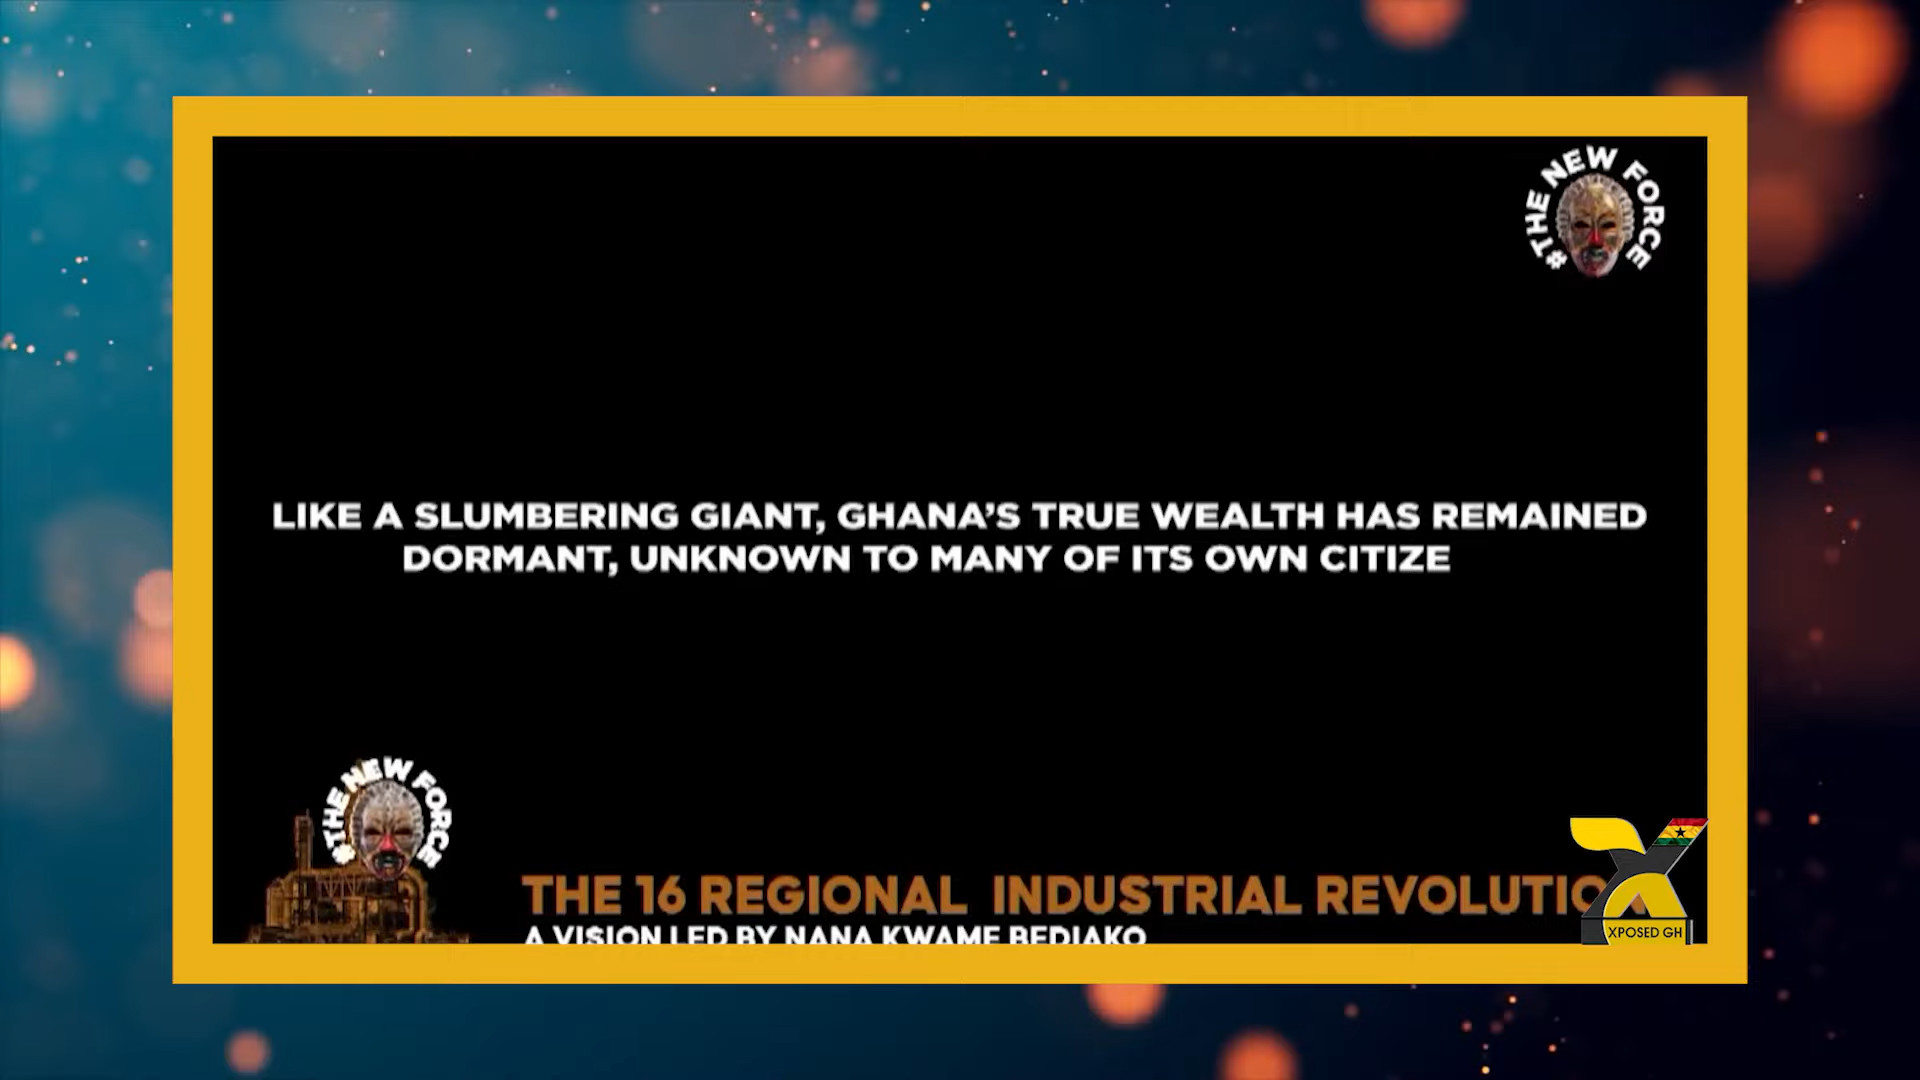 #THE NEW FORCE
LIKE A SLUMBERING GIANT, GHANA’S TRUE WEALTH HAS REMAINED
DORMANT, UNKNOWN TO MANY OF ITS OWN CITIZE
#THE NEW FORCE
THE 16 REGIONAL INDUSTRIAL REVOLUTION
A VISION LED BY NANA KWAME BEDIAKO
XPOSED GH